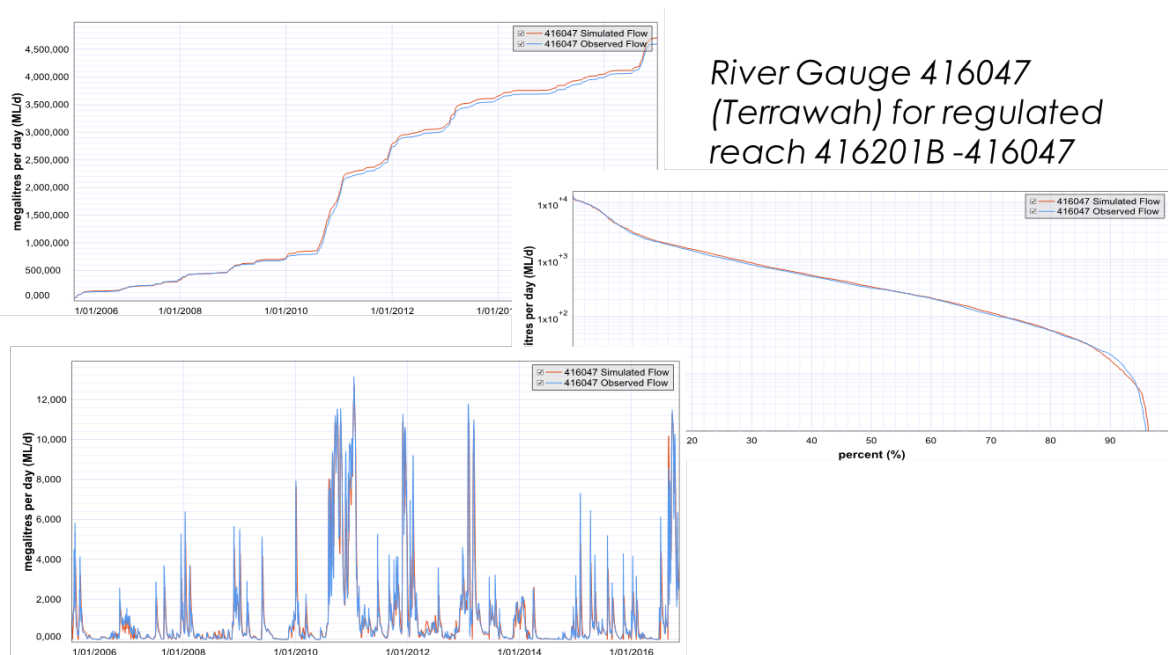 416047 Simulated Flow
416047 Observed Flow
4,500,000
4,000,000
3,500,000
3,000,000
2,500,000
2,000,000
1,500,000
1,000,000
500,000
0,000
megalitres per day (ML/d)
1/01/2006 1/01/2008 1/01/2010 1/01/2012
River Gauge 416047
(Terrawah) for regulated
reach 416201B -416047
416047 Simulated Flow
416047 Observed Flow
1x10⁺⁴
1x10⁺³
1x10⁺²
20 30 40 50 60 70 80 90
percent (%)
416047 Simulated Flow
416047 Observed Flow
12,000
10,000
8,000
6,000
4,000
2,000
0,000
megalitres per day (ML/d)
1/01/2006 1/01/2008 1/01/2010 1/01/2012 1/01/2014 1/01/2016